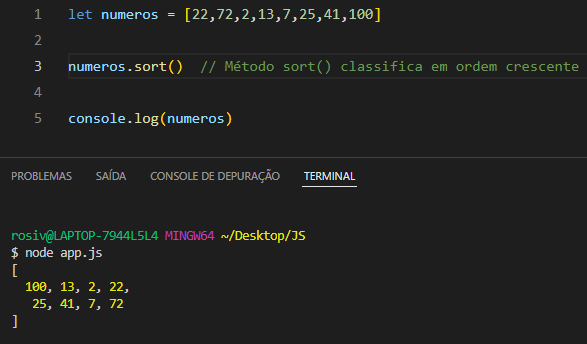 1 let numeros = [22,72,2,13,7,25,41,100]
2
3 numeros.sort() // Método sort() classifica em ordem crescente
4
5 console.log(numeros)
PROBLEMAS SAÍDA CONSOLE DE DEPURAÇÃO TERMINAL
rosiv@LAPTOP-7944L5L4 MINGW64 ~/Desktop/JS
$ node app.js
[
100, 13, 2, 22,
25, 41, 7, 72
]